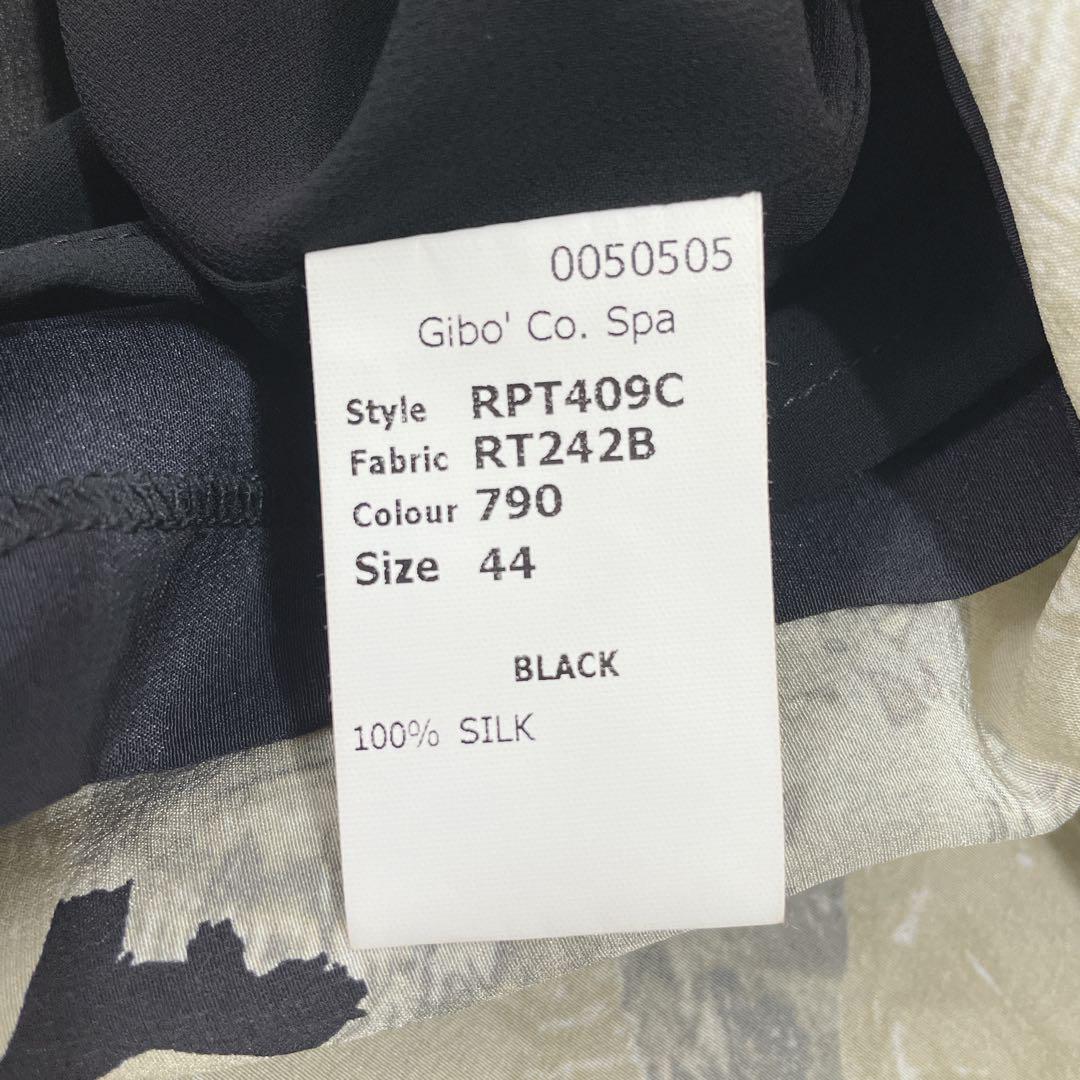 0050505
Gibo' Co. Spa
Style RPT409C
Fabric RT242B
Colour 790
Size 44
BLACK
100% SILK